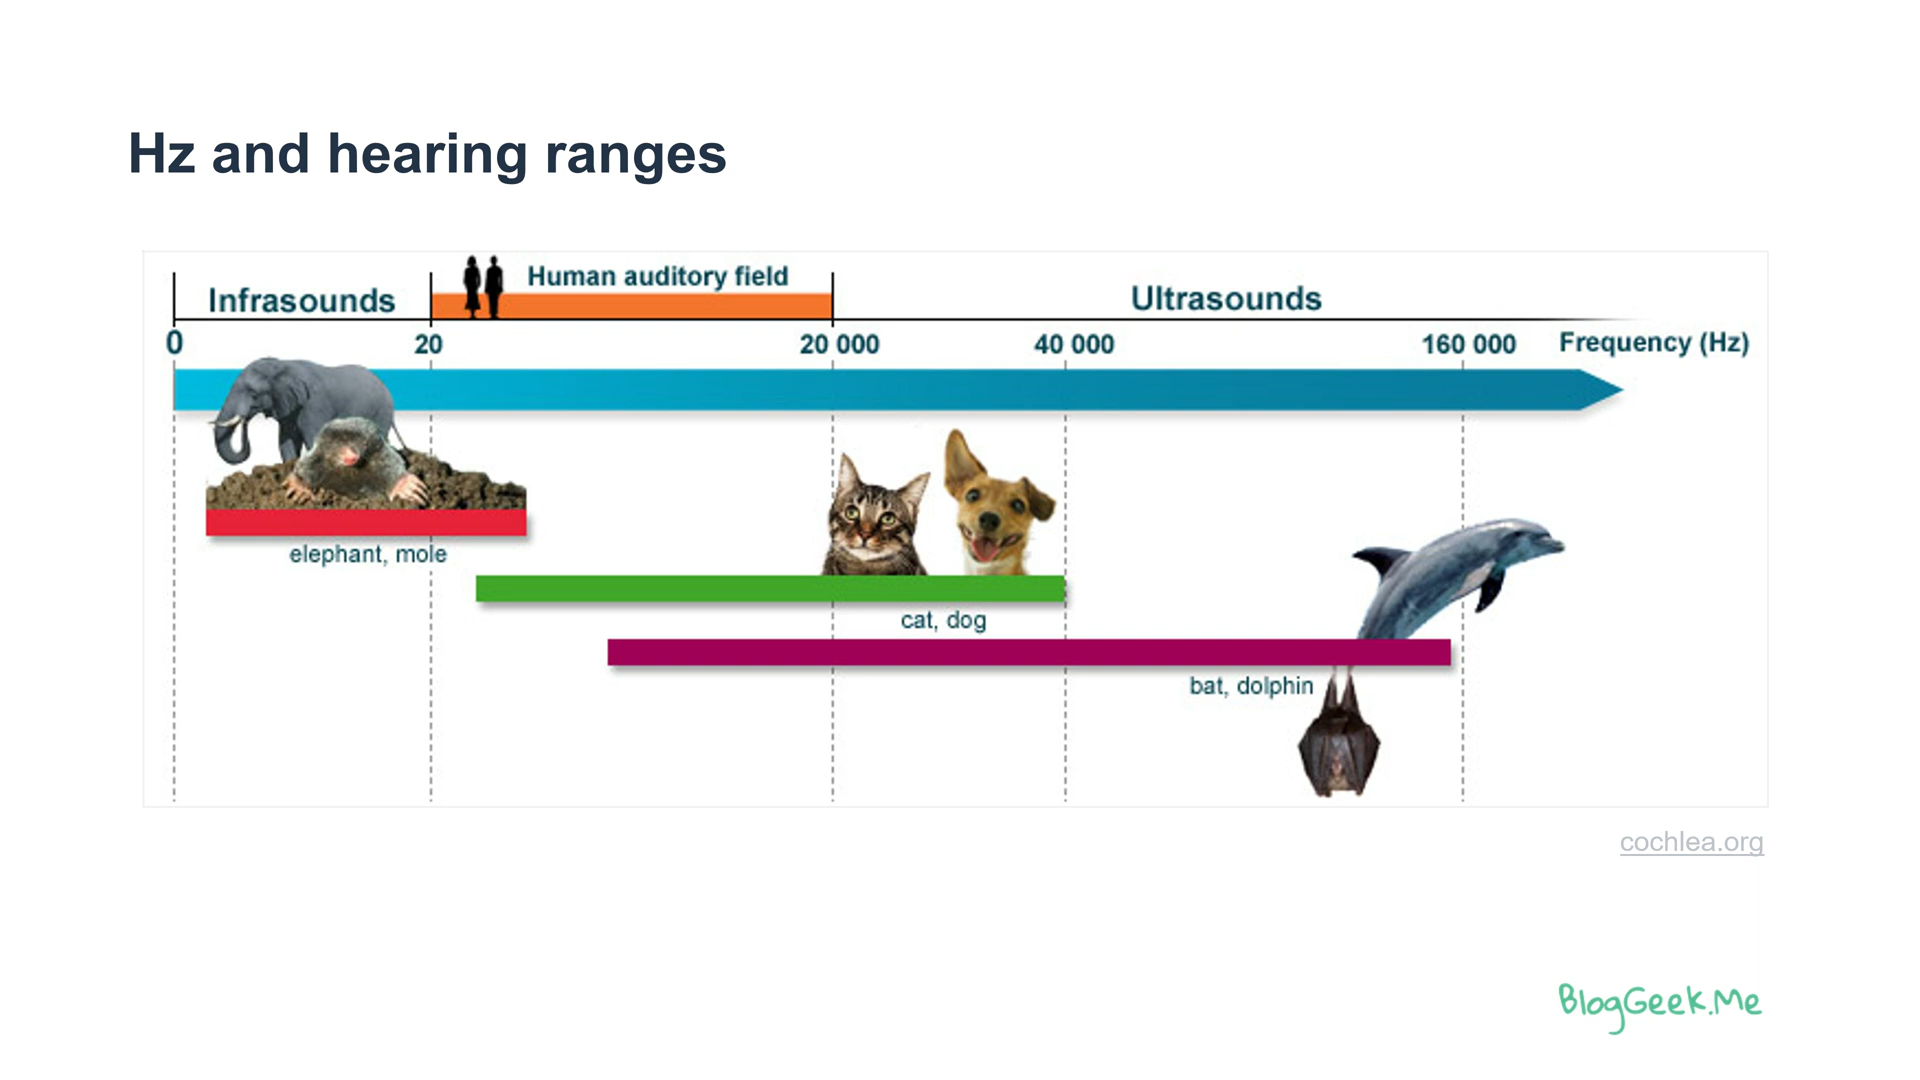 Hz and hearing ranges
Human auditory field
Infrasounds
Ultrasounds
0
20
20 000
40 000
160 000
Frequency (Hz)
elephant, mole
cat, dog
bat, dolphin
cochlea.org
BlogGeek.Me